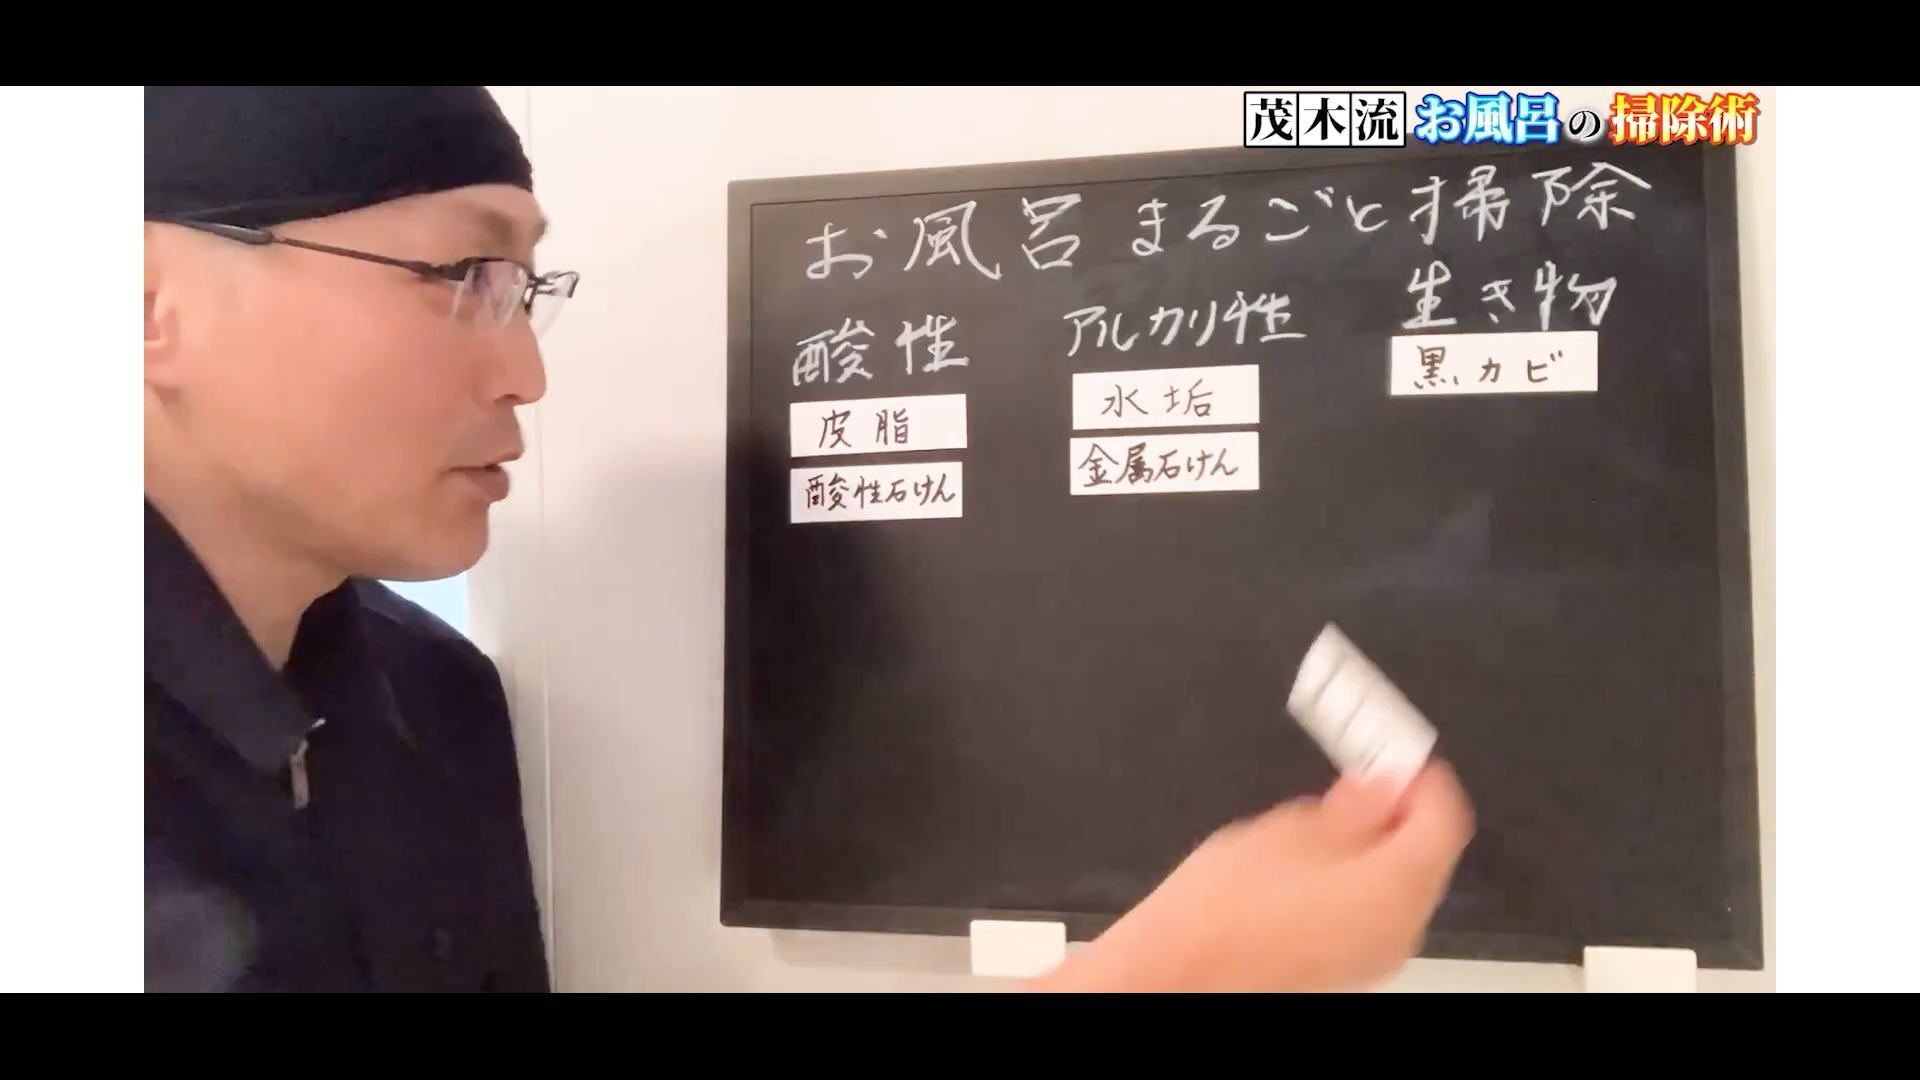 茂木流 お風呂の掃除術
お風呂まるごと掃除
酸性
アルカリ性
生き物
皮脂
水垢
黒カビ
酸性石けん
金属石けん